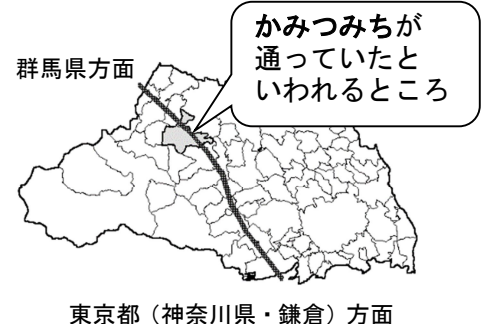 かみつみちが
通っていたと
いわれるところ
群馬県方面
東京都（神奈川県・鎌倉）方面